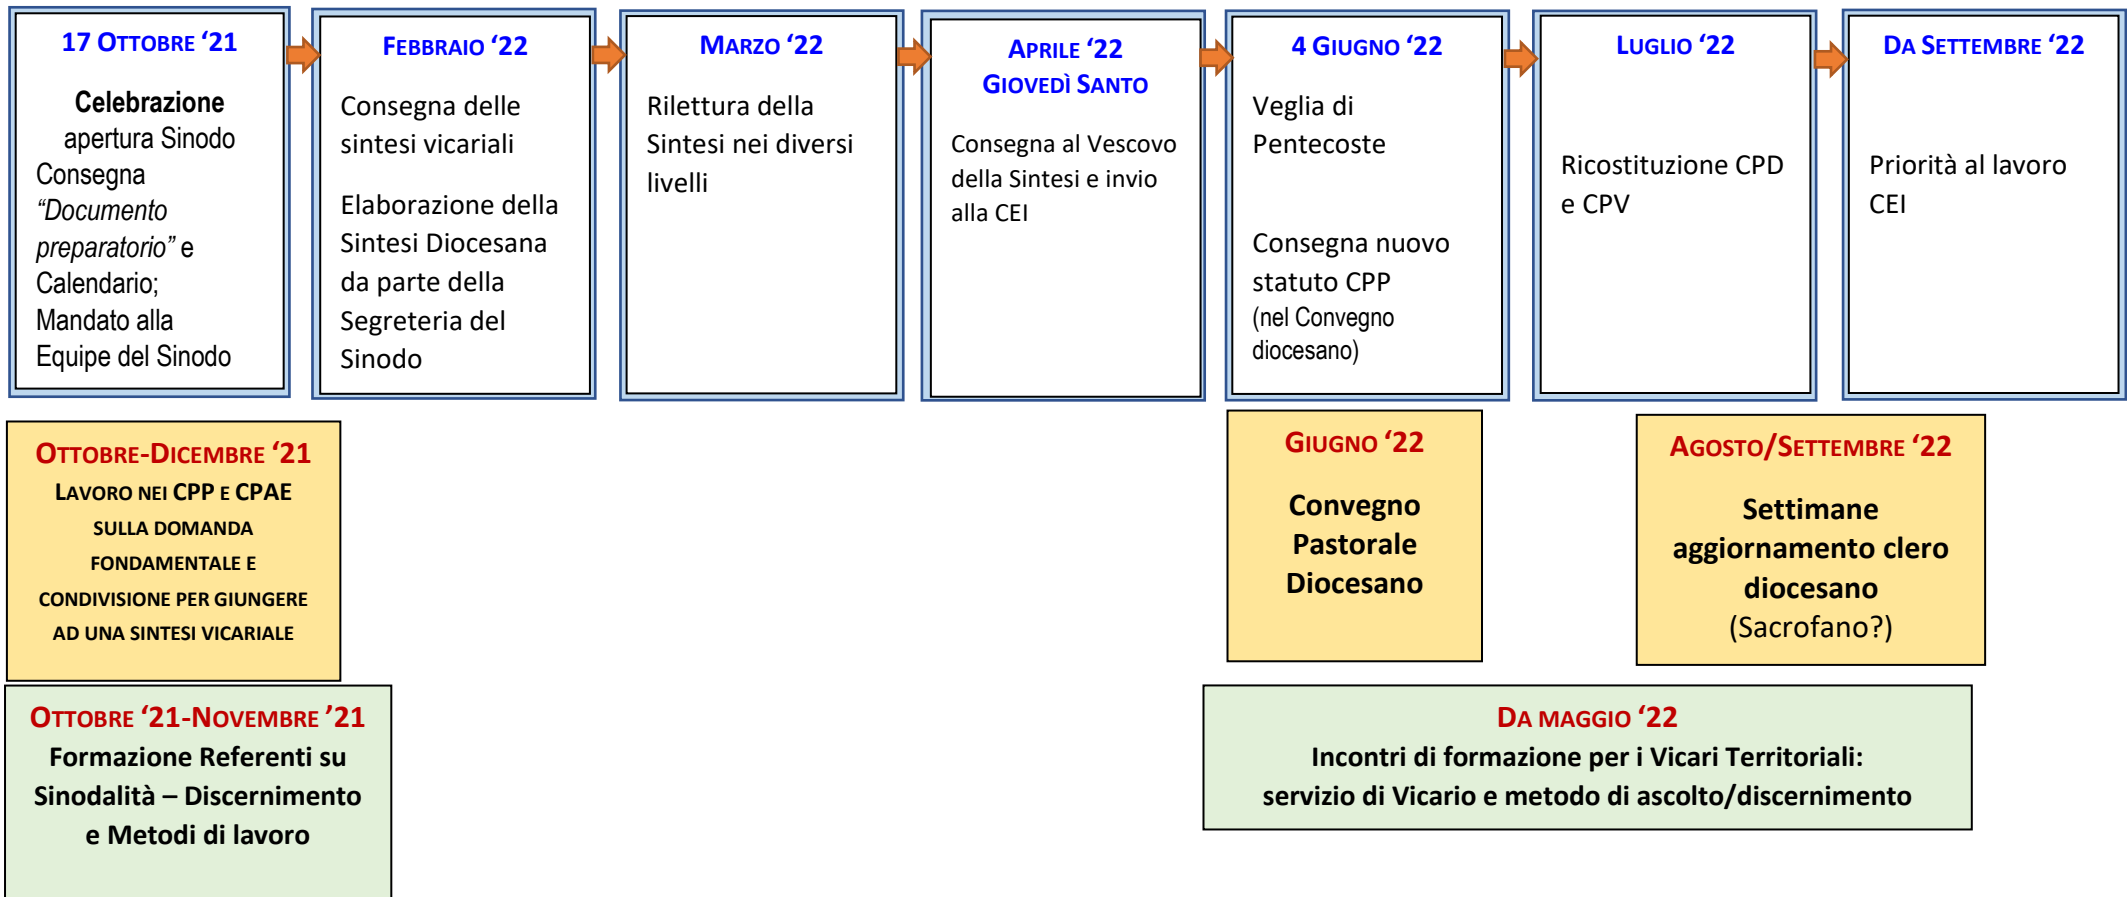 17 OTTOBRE ‘21
Celebrazione
apertura Sinodo
Consegna
“Documento
preparatorio” e
Calendario;
Mandato alla
Equipe del Sinodo
FEBBRAIO ‘22
Consegna delle
sintesi vicariali
Elaborazione della
Sintesi Diocesana
da parte della
Segreteria del
Sinodo
MARZO ‘22
Rilettura della
Sintesi nei diversi
livelli
APRILE ‘22
GIOVEDÌ SANTO
Consegna al Vescovo
della Sintesi e invio
alla CEI
4 GIUGNO ‘22
Veglia di
Pentecoste
Consegna nuovo
statuto CPP
(nel Convegno
diocesano)
LUGLIO ‘22
Ricostituzione CPD
e CPV
DA SETTEMBRE ‘22
Priorità al lavoro
CEI
OTTOBRE-DICEMBRE ‘21
LAVORO NEI CPP E CPAE
SULLA DOMANDA
FONDAMENTALE E
CONDIVISIONE PER GIUNGERE
AD UNA SINTESI VICARIALE
GIUGNO ‘22
Convegno
Pastorale
Diocesano
AGOSTO/SETTEMBRE ‘22
Settimane
aggiornamento clero
diocesano
(Sacrofano?)
OTTOBRE ‘21-NOVEMBRE ’21
Formazione Referenti su
Sinodalità – Discernimento
e Metodi di lavoro
DA MAGGIO ‘22
Incontri di formazione per i Vicari Territoriali:
servizio di Vicario e metodo di ascolto/discernimento